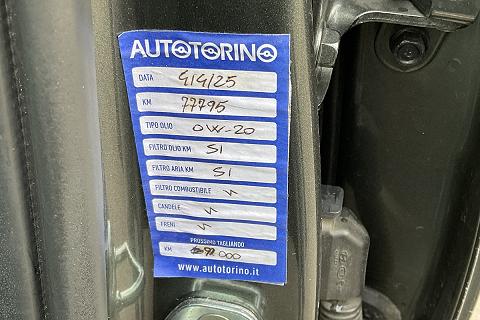 AUTOTORINO
DATA 4/4/25
KM 77795
TIPO OLIO 0W-20
FILTRO OLIO KM SI
FILTRO ARIA KM SI
FILTRO COMBUSTIBILE
CANDELE
FRENI
PROSSIMO TAGLIANDO
KM 000
www.autotorino.it